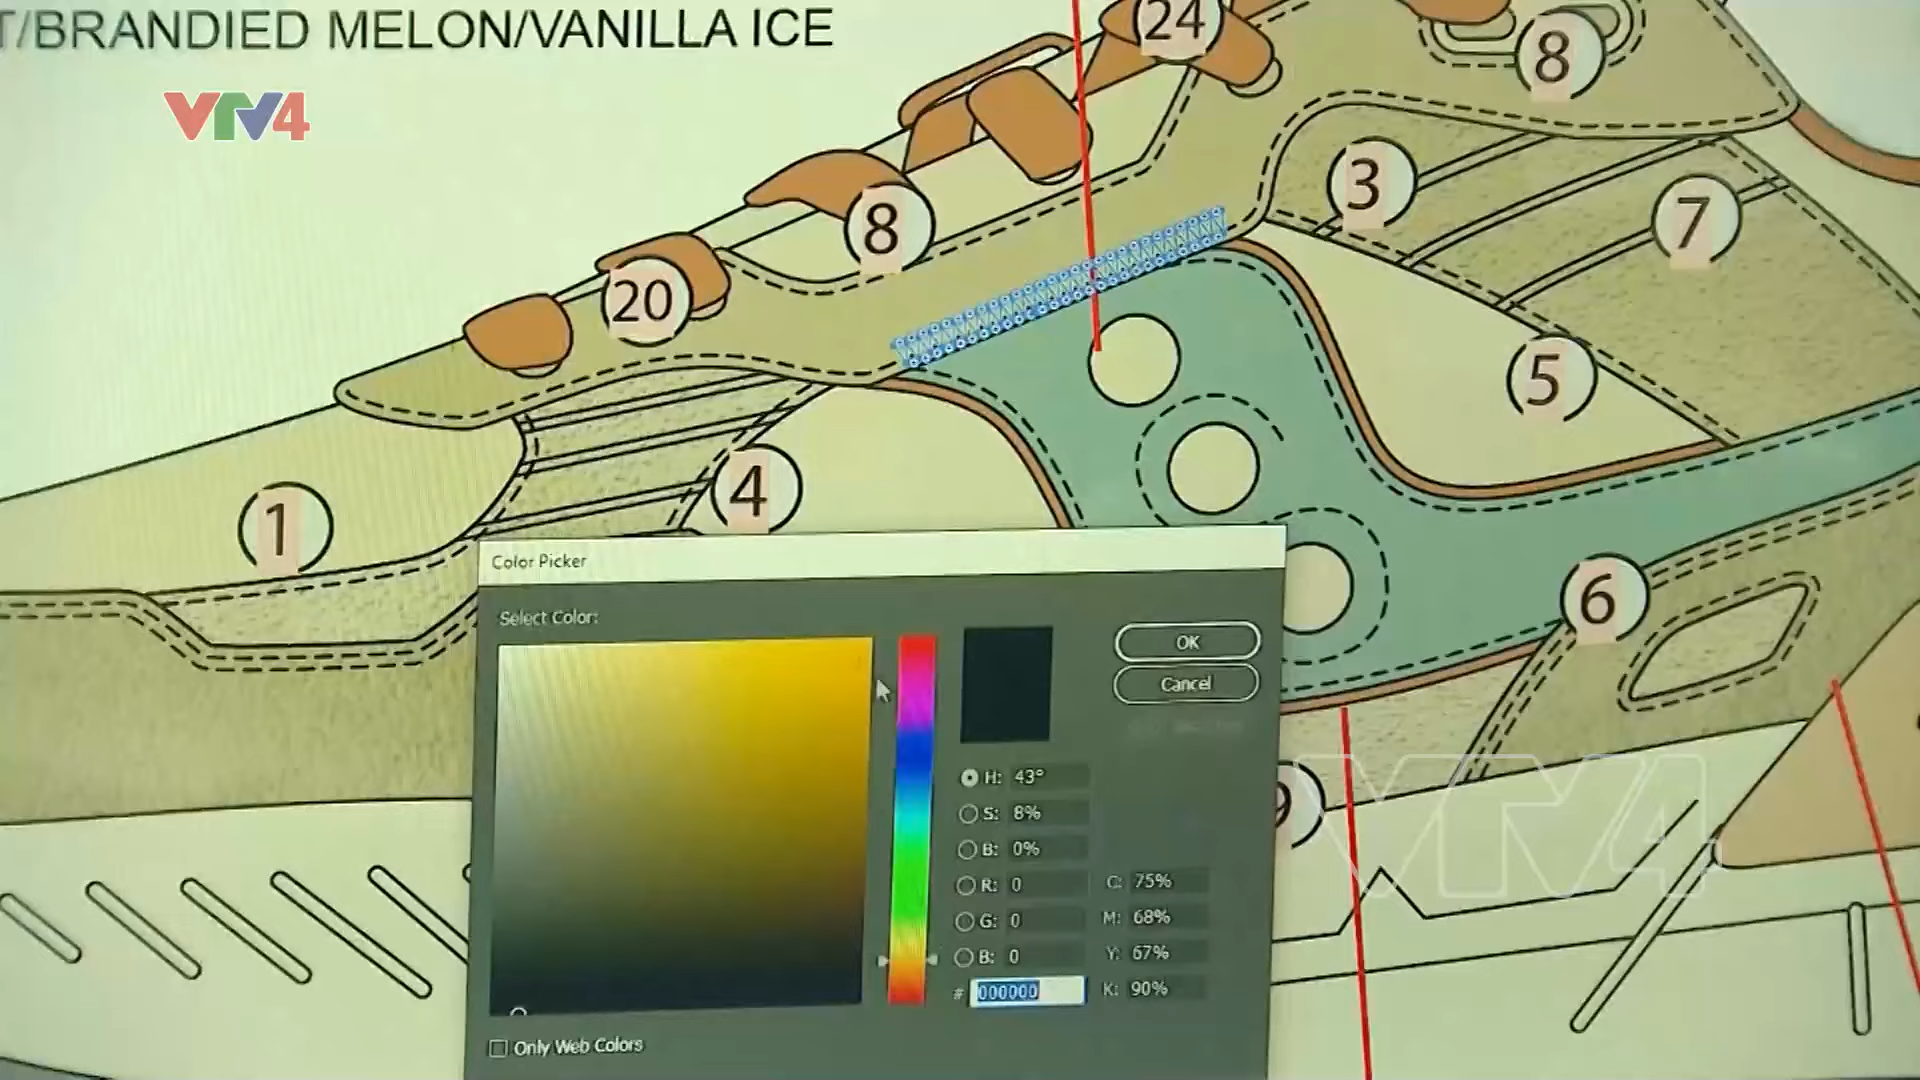 T/BRANDIED MELON/VANILLA ICE
VTV4
24
8
3
7
8
20
5
4
1
6
9
Color Picker
Select Color:
OK
Cancel
H: 43°
S: 8%
B: 0%
R: 0
G: 0
B: 0
# 000000
C: 75%
M: 68%
Y: 67%
K: 90%
Only Web Colors
VTV4